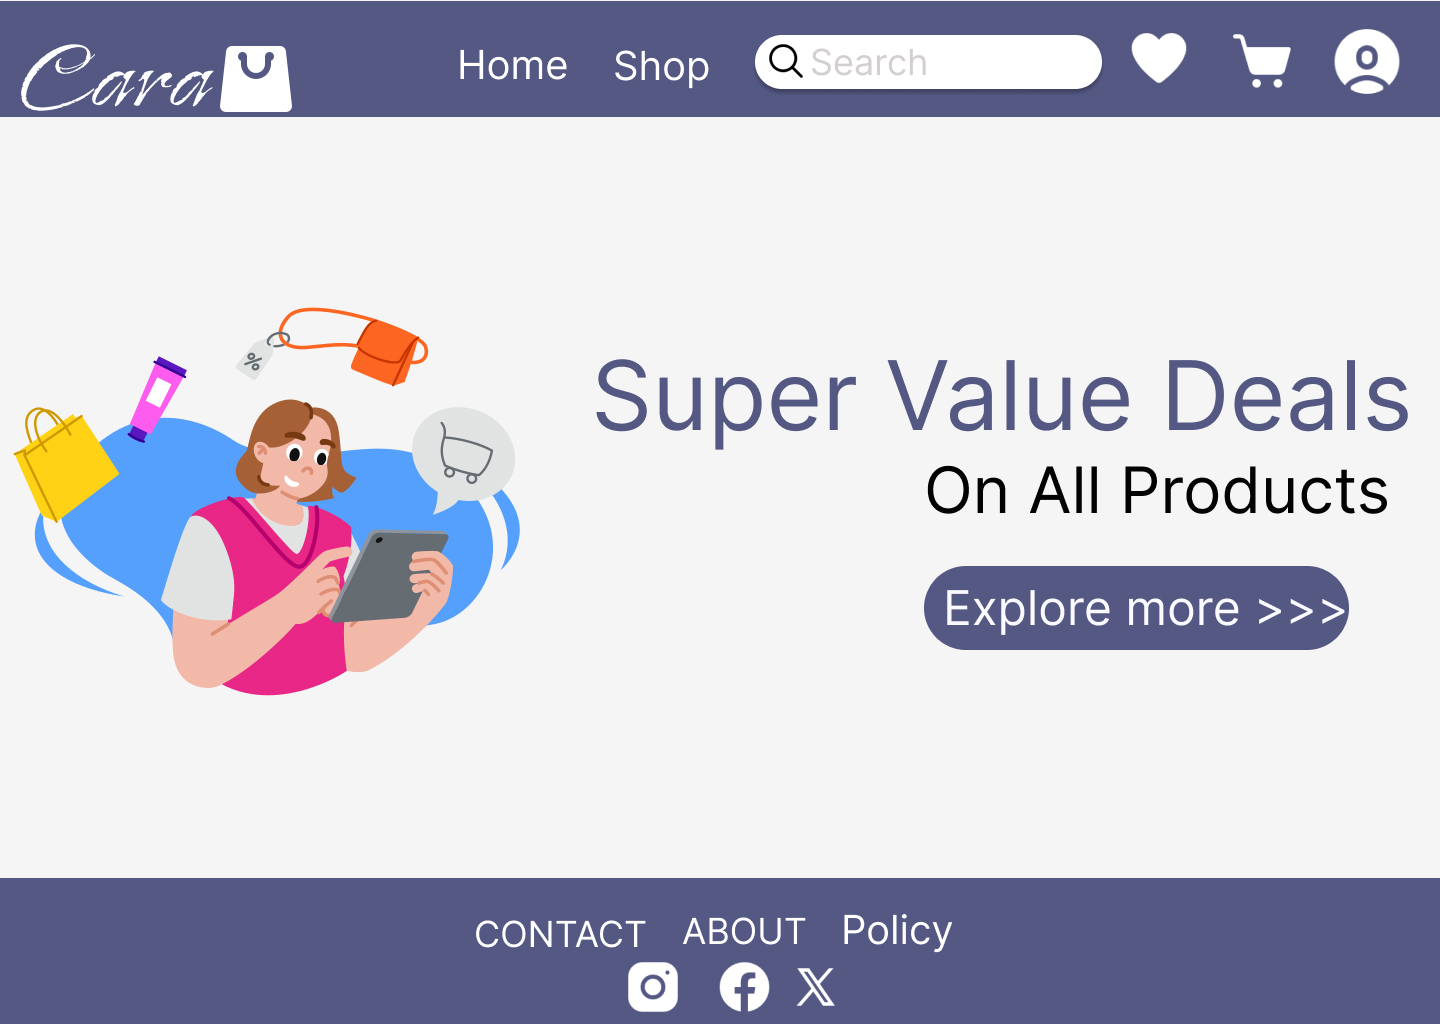 Cara
Home Shop Search
%
Super Value Deals
On All Products
Explore more >>>
CONTACT ABOUT Policy